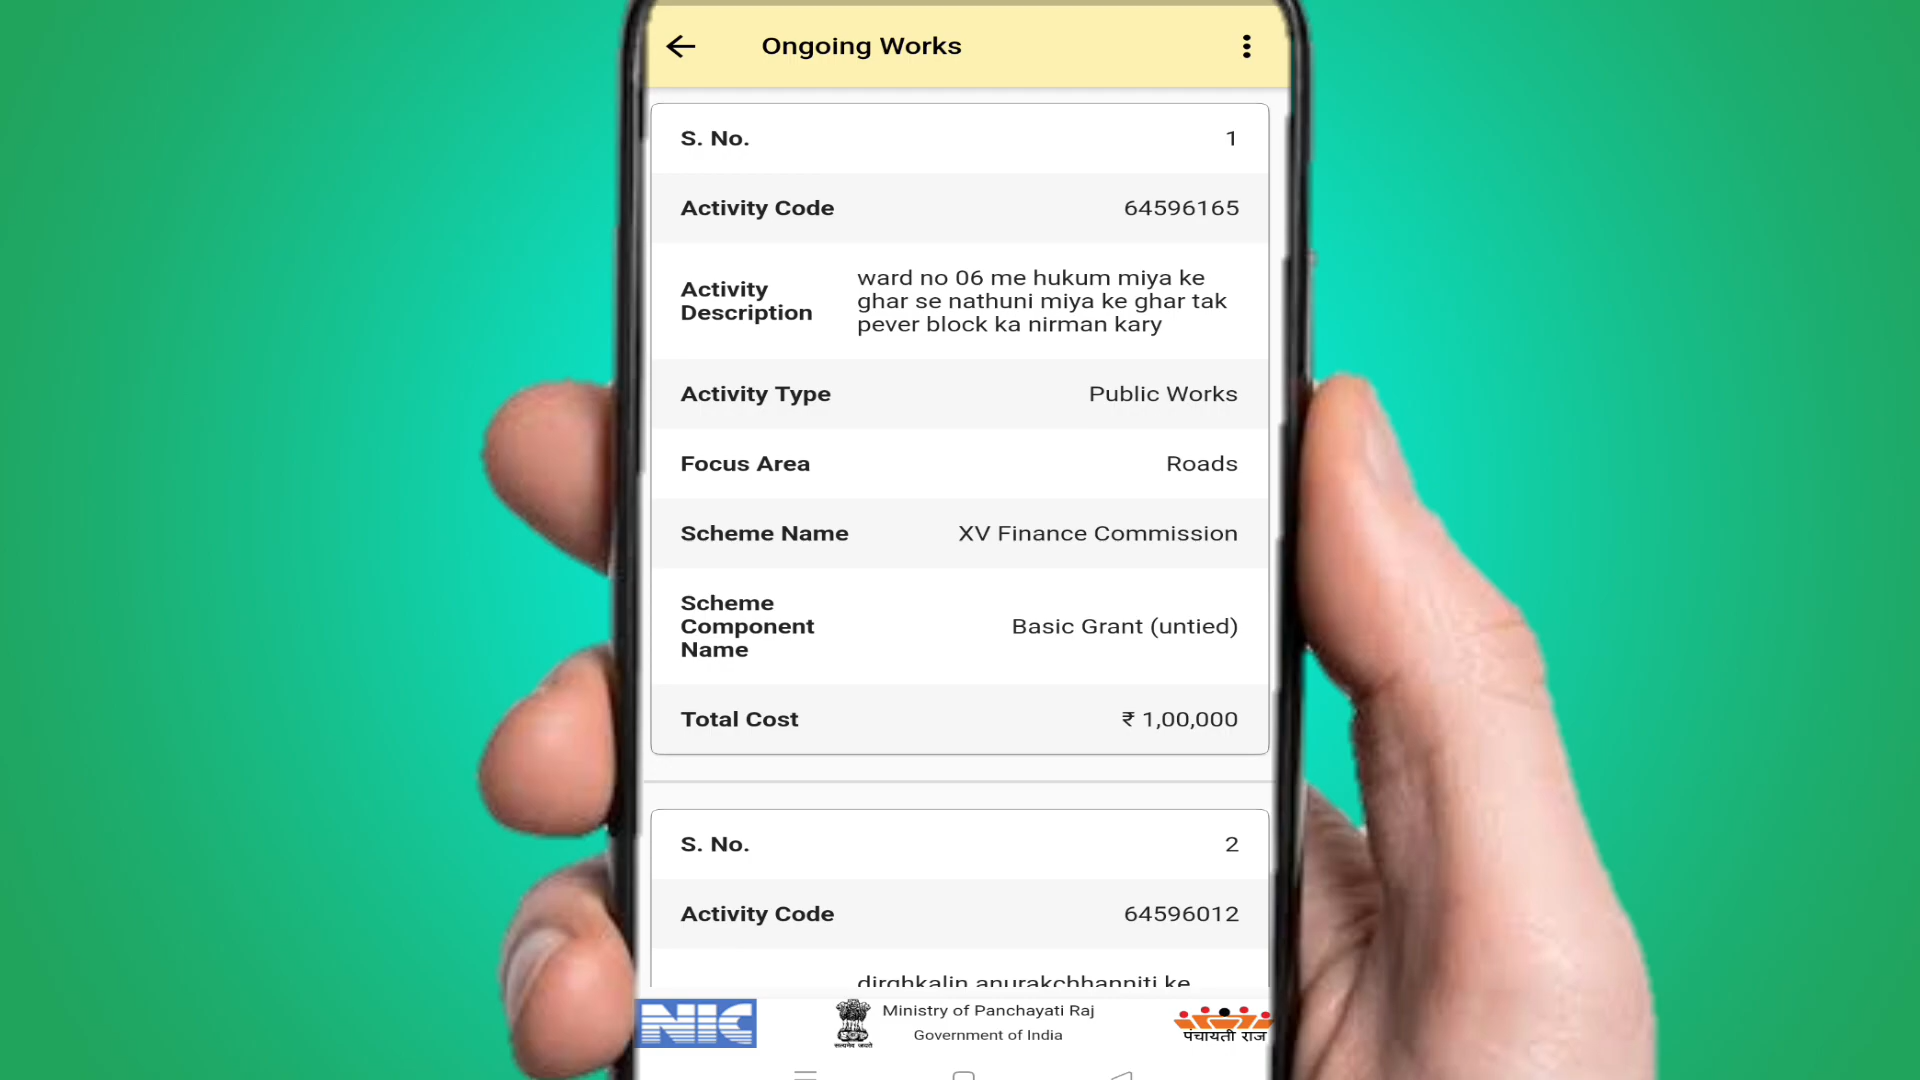 Ongoing Works
S. No. 1
Activity Code 64596165
Activity Description ward no 06 me hukum miya ke
ghar se nathuni miya ke ghar tak
pever block ka nirman kary
Activity Type Public Works
Focus Area Roads
Scheme Name XV Finance Commission
Scheme Component Name Basic Grant (untied)
Total Cost ₹ 1,00,000
S. No. 2
Activity Code 64596012
dirghkalin anurakchhanniti ke
NIC
सत्यमेव जयते
Ministry of Panchayati Raj
Government of India
पंचायती राज